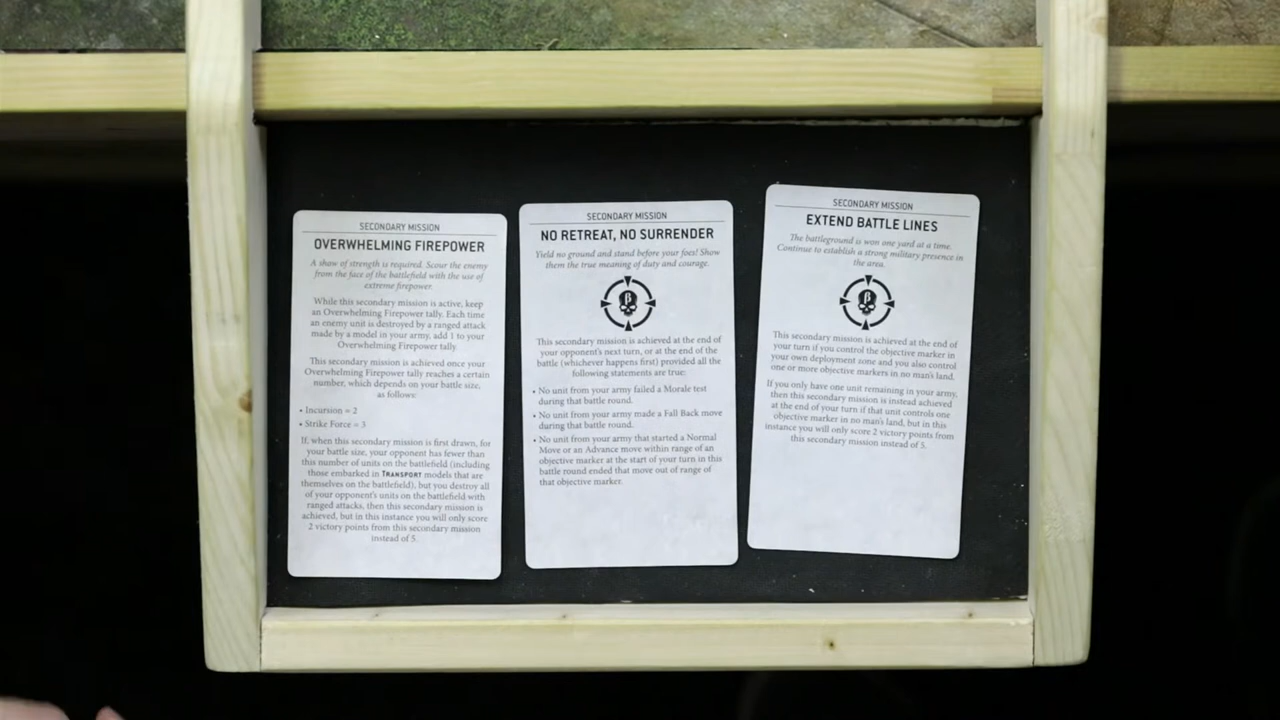 SECONDARY MISSION
OVERWHELMING FIREPOWER
A show of strength is required. Scour the enemy
from the face of the battlefield with the use of
extreme firepower.
While this secondary mission is active, keep
an Overwhelming Firepower tally. Each time
an enemy unit is destroyed by a ranged attack
made by a model in your army, add 1 to your
Overwhelming Firepower tally.
This secondary mission is achieved once your
Overwhelming Firepower tally reaches a certain
number, which depends on your battle size,
as follows:
• Incursion = 2
• Strike Force = 3
If, when this secondary mission is first drawn, for
your battle size, your opponent has fewer than
this number of units on the battlefield (including
those embarked in TRANSPORT models that are
themselves on the battlefield), but you destroy all
of your opponent's units on the battlefield with
ranged attacks, then this secondary mission is
achieved, but in this instance you will only score
2 victory points from this secondary mission
instead of 5.
SECONDARY MISSION
NO RETREAT, NO SURRENDER
Yield no ground and stand before your foes! Show
them the true meaning of duty and courage.
β
This secondary mission is achieved at the end of
your opponent's next turn, or at the end of the
battle (whichever happens first) provided all the
following statements are true:
• No unit from your army failed a Morale test
during that battle round.
• No unit from your army made a Fall Back move
during that battle round.
• No unit from your army that started a Normal
Move or an Advance move within range of an
objective marker at the start of your turn in this
battle round ended that move out of range of
that objective marker.
SECONDARY MISSION
EXTEND BATTLE LINES
The battleground is won one yard at a time.
Continue to establish a strong military presence in
the area.
β
This secondary mission is achieved at the end of
your turn if you control the objective marker in
your own deployment zone and you also control
one or more objective markers in no man's land.
If you only have one unit remaining in your army,
then this secondary mission is instead achieved
at the end of your turn if that unit controls one
objective marker in no man's land, but in this
instance you will only score 2 victory points from
this secondary mission instead of 5.